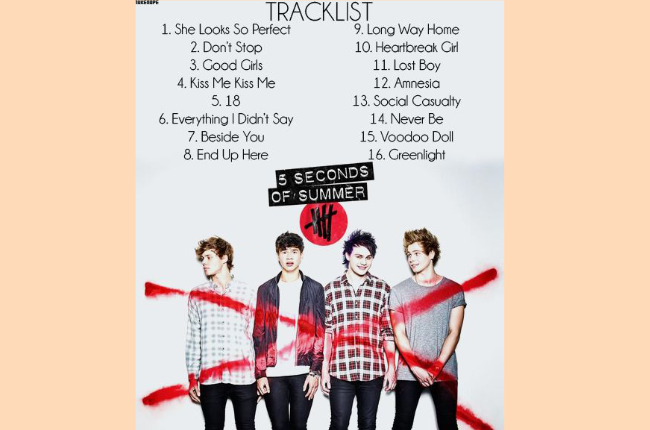 TRACKLIST
1. She Looks So Perfect
2. Don't Stop
3. Good Girls
4. Kiss Me Kiss Me
5. 18
6. Everything I Didn't Say
7. Beside You
8. End Up Here
9. Long Way Home
10. Heartbreak Girl
11. Lost Boy
12. Amnesia
13. Social Casualty
14. Never Be
15. Voodoo Doll
16. Greenlight
5 SECONDS
OF SUMMER